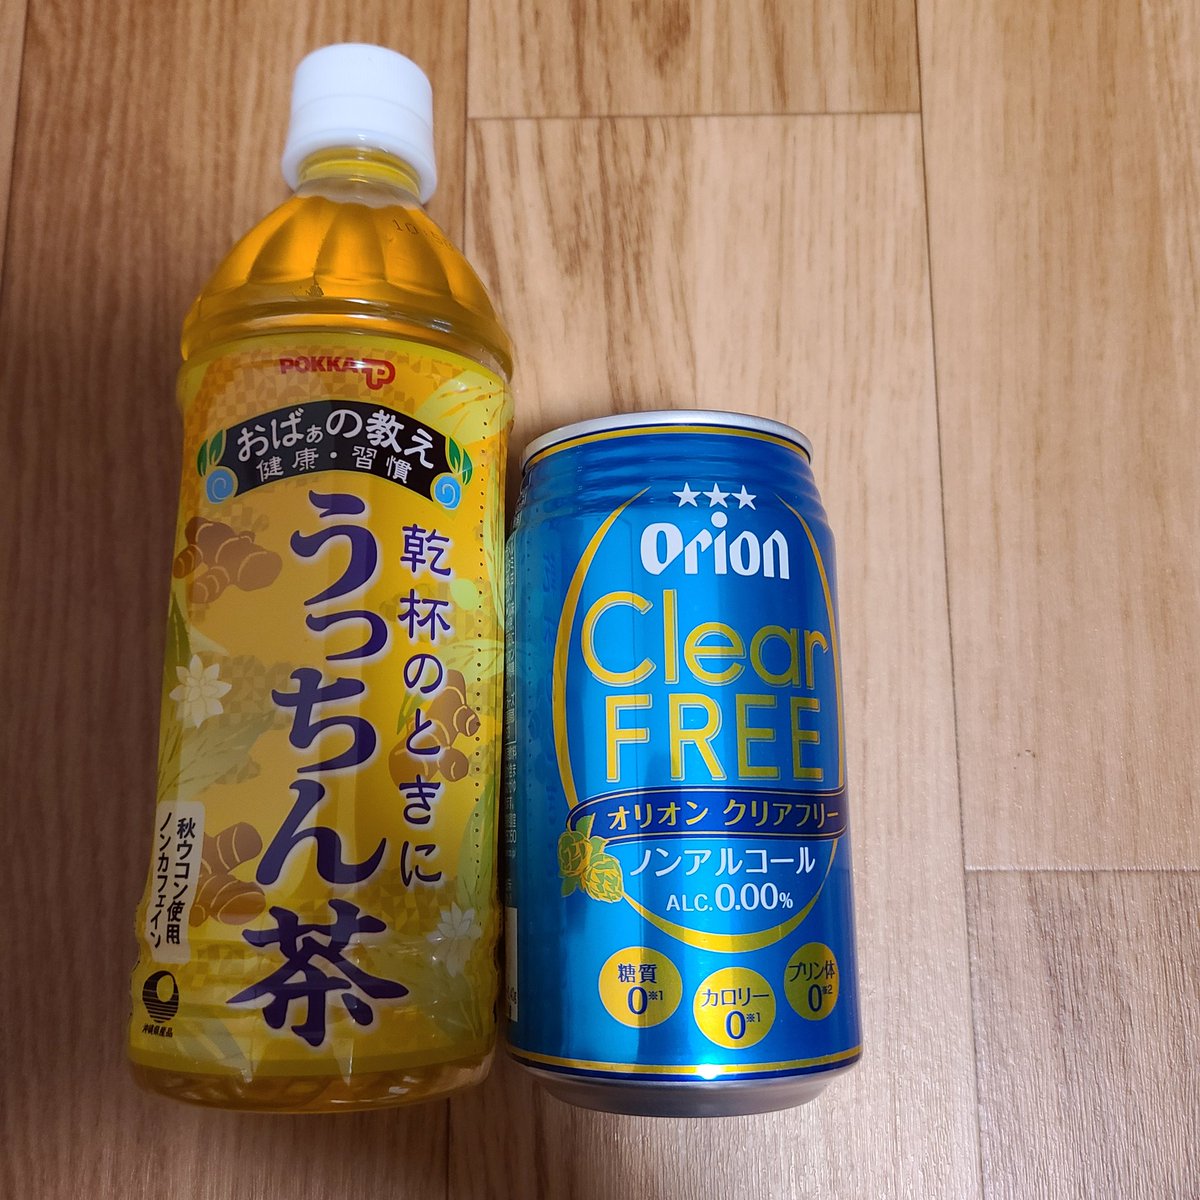 POKKA
おばぁの教え
健康・習慣
乾杯のときに
うっちん茶
秋ウコン使用
ノンカフェイン
沖縄県産品
orion
Clear
FREE
オリオン クリアフリー
ノンアルコール
ALC.0.00%
糖質
0※1
カロリー
0※1
プリン体
0※2